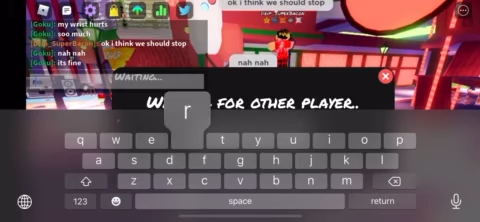 ok i think we should stop
[Goku]: my wrist hurts
[Goku]: soo much
ok i think we should stop
[Goku]: nah nah
[Goku]: its fine
nah nah
Waiting...
for other player..
r
q w e t y u i o p
a s d f g h j k l
z x c v b n m
123 space return